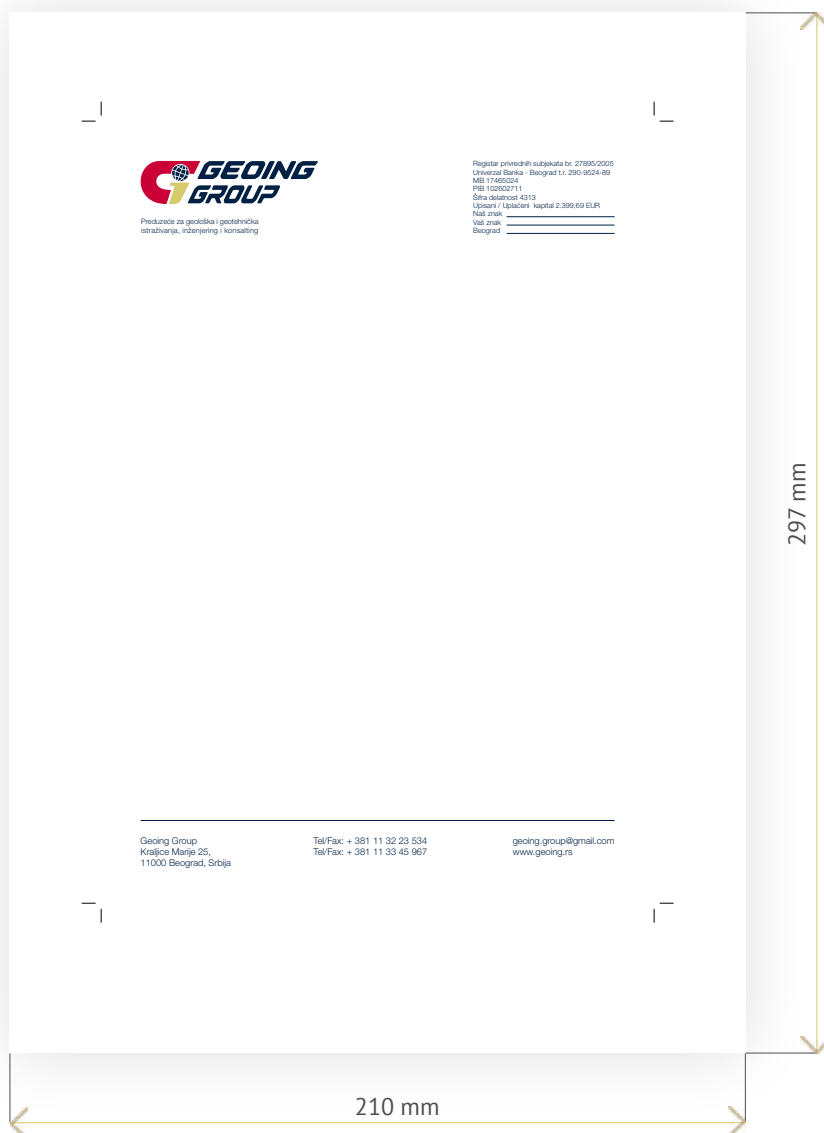 GEOING
GROUP
Preduzeće za geološka i geotehnička
istraživanja, inženjering i konsalting
Registar privrednih subjekata br. 27895/2005
Univerzal Banka - Beograd t.r. 290-9524-89
MB 17465024
PIB 102602711
Šifra delatnost 4313
Upisani / Uplaćeni kapital 2.399,69 EUR
Naš znak
Vaš znak
Beograd
Geoing Group
Kraljice Marije 25,
11000 Beograd, Srbija
Tel/Fax: + 381 11 32 23 534
Tel/Fax: + 381 11 33 45 967
geoing.group@gmail.com
www.geoing.rs
297 mm
210 mm